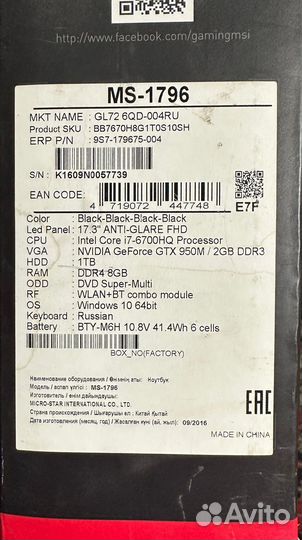 http://www.facebook.com/gamingmsi
MS-1796
MKT NAME : GL72 6QD-004RU
Product SKU : BB7670H8G1T0S10SH
ERP P/N : 9S7-179675-004
S/N : K1609N0057739
EAN CODE:
4 719072 447748
E7F
Color : Black-Black-Black-Black
Led Panel : 17.3" ANTI-GLARE FHD
CPU : Intel Core i7-6700HQ Processor
VGA : NVIDIA GeForce GTX 950M / 2GB DDR3
HDD : 1TB
RAM : DDR4 8GB
ODD : DVD Super-Multi
RF : WLAN+BT combo module
OS : Windows 10 64bit
Keyboard : Russian
Battery : BTY-M6H 10.8V 41.4Wh 6 cells
BOX_NO(FACTORY)
Наименование оборудования / Өнімнің аты: Ноутбук
Модель / аспап үлгісі : MS-1796
Изготовитель / өнім дайындаушы:
MICRO-STAR INTERNATIONAL CO., LTD
Страна происхождения / Шығарушы ел : Китай Қытай
Дата изготовления (месяц, год) / Жасалған күні (ай, жыл): 09/2016
EAC
MADE IN CHINA
Avito